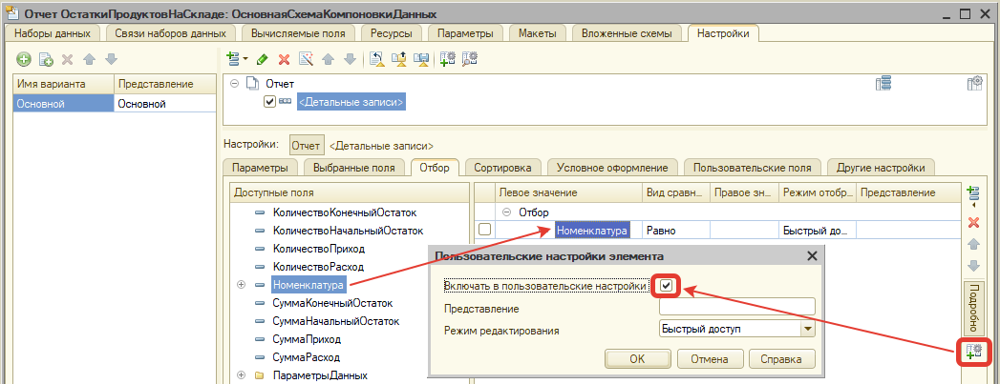 Отчет ОстаткиПродуктовНаСкладе: ОсновнаяСхемаКомпоновкиДанных
Наборы данных Связи наборов данных Вычисляемые поля Ресурсы Параметры Макеты Вложенные схемы Настройки
Имя варианта Представление
Основной Основной
Отчет
<Детальные записи>
Настройки: Отчет <Детальные записи>
Параметры Выбранные поля Отбор Сортировка Условное оформление Пользовательские поля Другие настройки
Доступные поля
КоличествоКонечныйОстаток
КоличествоНачальныйОстаток
КоличествоПриход
КоличествоРасход
Номенклатура
СуммаКонечныйОстаток
СуммаНачальныйОстаток
СуммаПриход
СуммаРасход
ПараметрыДанных
Левое значение Вид сравн... Правое зн... Режим отобр... Представление
Отбор
Номенклатура Равно Быстрый до...
Подробно
Пользовательские настройки элемента
Включать в пользовательские настройки
Представление
Режим редактирования Быстрый доступ
ОК Отмена Справка